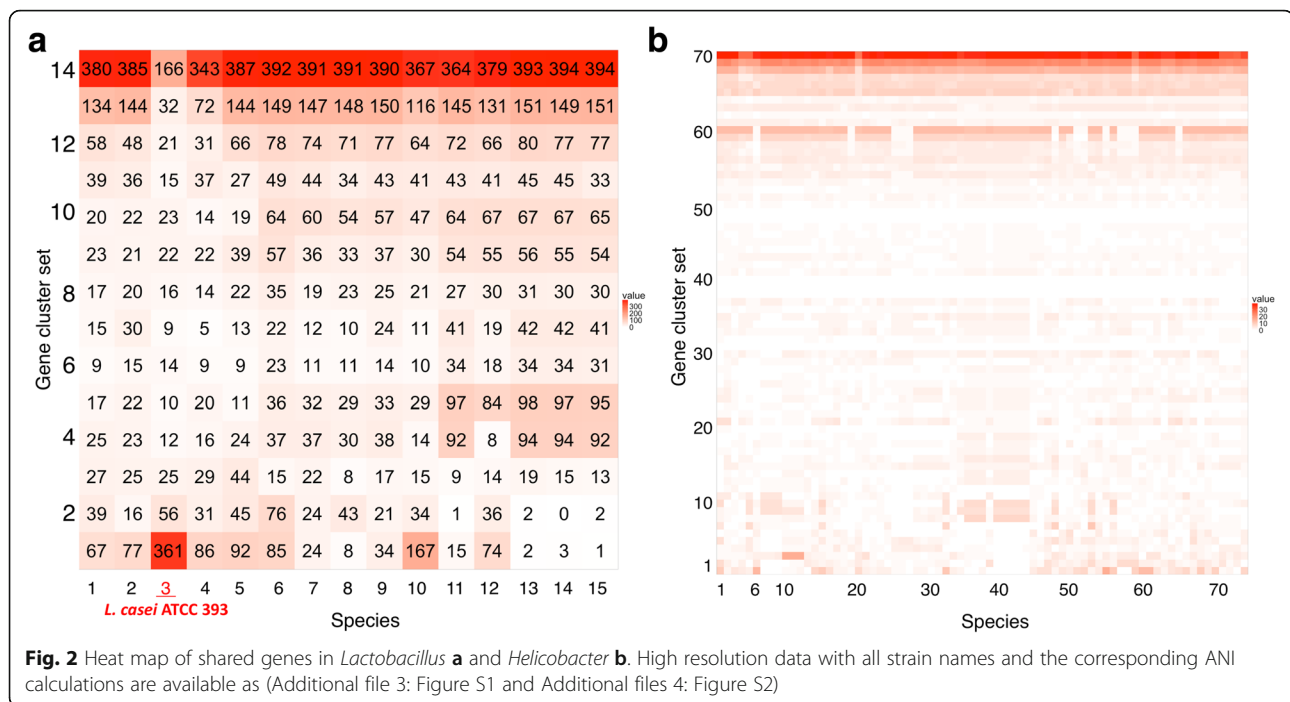 a
14 380 385 166 343 387 392 391 391 390 367 364 379 393 394 394
134 144 32 72 144 149 147 148 150 116 145 131 151 149 151
12 58 48 21 31 66 78 74 71 77 64 72 66 80 77 77
39 36 15 37 27 49 44 34 43 41 43 41 45 45 33
10 20 22 23 14 19 64 60 54 57 47 64 67 67 67 65
23 21 22 22 39 57 36 33 37 30 54 55 56 55 54
8 17 20 16 14 22 35 19 23 25 21 27 30 31 30 30
15 30 9 5 13 22 12 10 24 11 41 19 42 42 41
6 9 15 14 9 9 23 11 11 14 10 34 18 34 34 31
17 22 10 20 11 36 32 29 33 29 97 84 98 97 95
4 25 23 12 16 24 37 37 30 38 14 92 8 94 94 92
27 25 25 29 44 15 22 8 17 15 9 14 19 15 13
2 39 16 56 31 45 76 24 43 21 34 1 36 2 0 2
67 77 361 86 92 85 24 8 34 167 15 74 2 3 1
1 2 3 4 5 6 7 8 9 10 11 12 13 14 15
L. casei ATCC 393
Species
Gene cluster set
value
300
200
100
0
b
70
60
50
40
30
20
10
1
1 6 10 20 30 40 50 60 70
Species
Gene cluster set
value
30
20
10
0
Fig. 2 Heat map of shared genes in Lactobacillus a and Helicobacter b. High resolution data with all strain names and the corresponding ANI
calculations are available as (Additional file 3: Figure S1 and Additional files 4: Figure S2)